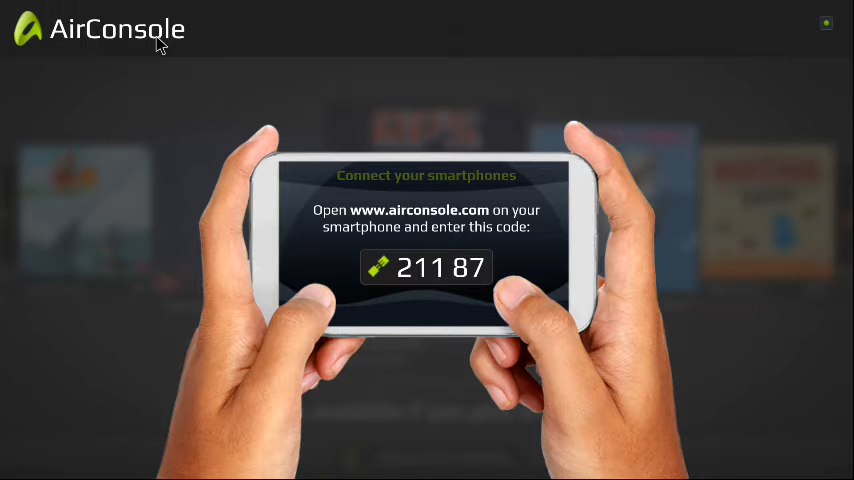 AirConsole
Connect your smartphones
Open www.airconsole.com on your
smartphone and enter this code:
211 87